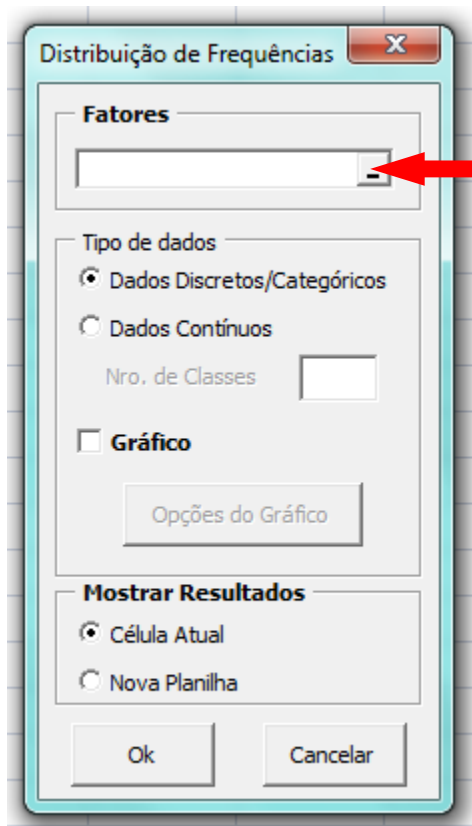 Distribuição de Frequências
Fatores
Tipo de dados
Dados Discretos/Categóricos
Dados Contínuos
Nro. de Classes
Gráfico
Opções do Gráfico
Mostrar Resultados
Célula Atual
Nova Planilha
Ok
Cancelar